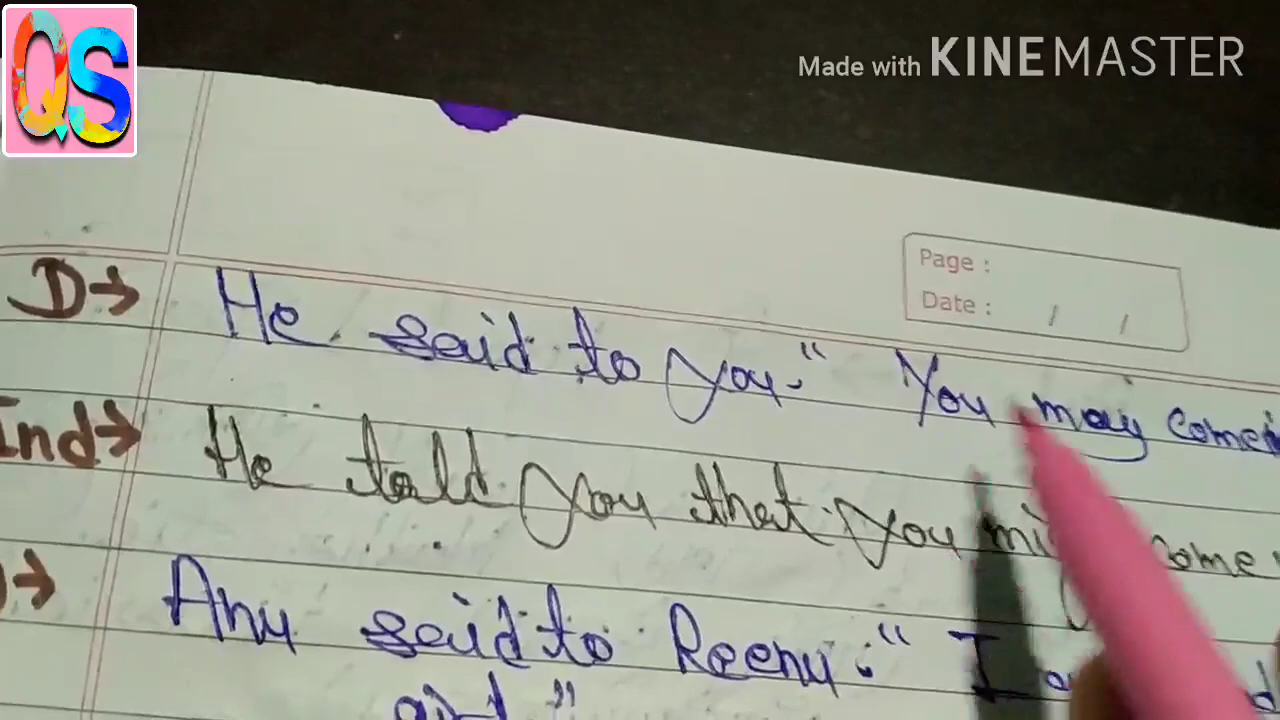 QS
Made with KINEMASTER
Page :
Date : / /
D→ He said to you." You may come
Ind→ He told you that you come
→ Anu said to Reenu." I
"